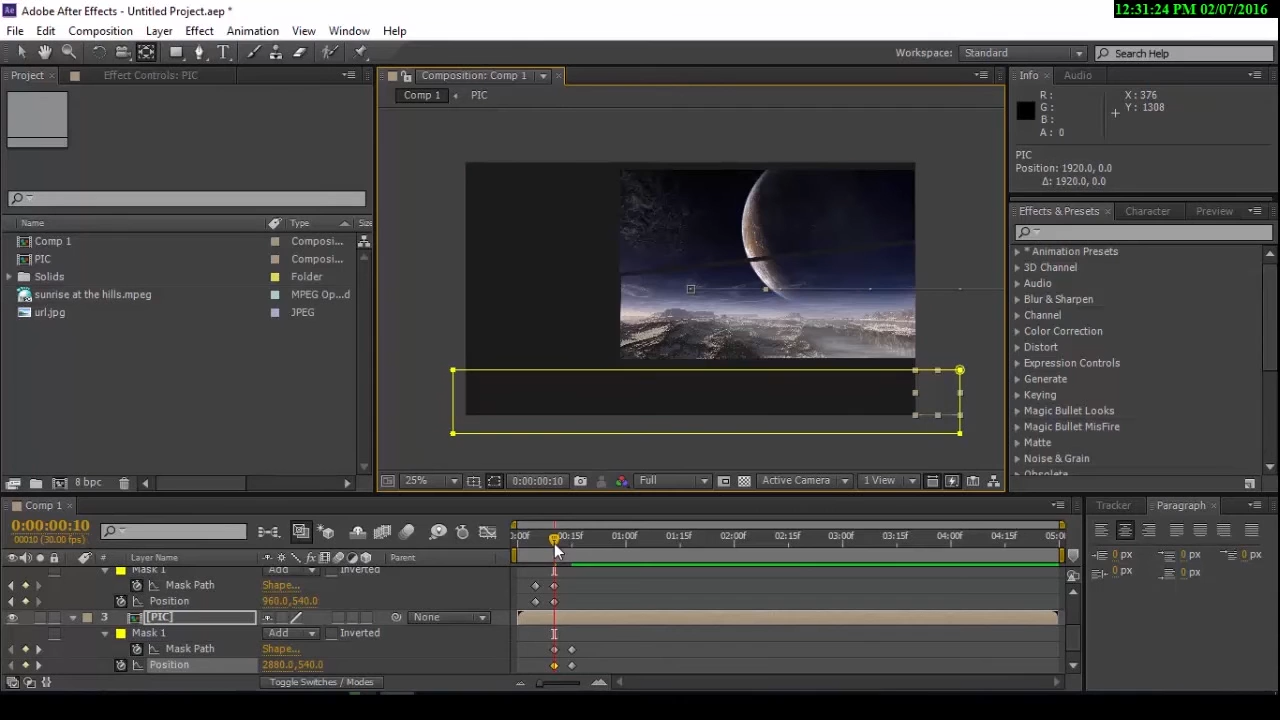 12:31:24 PM 02/07/2016
Ae Adobe After Effects - Untitled Project.aep *
File Edit Composition Layer Effect Animation View Window Help
Workspace: Standard Search Help
Project Effect Controls: PIC
Composition: Comp 1
Info Audio
Comp 1 PIC
R: X: 376
G: Y: 1308
B:
A: 0
PIC
Position: 1920.0, 0.0
Δ: 1920.0, 0.0
Effects & Presets Character Preview
Name Type Size
Comp 1 Composi...
PIC Composi...
Solids Folder
sunrise at the hills.mpeg MPEG Op...d
url.jpg JPEG
* Animation Presets
3D Channel
Audio
Blur & Sharpen
Channel
Color Correction
Distort
Expression Controls
Generate
Keying
Magic Bullet Looks
Magic Bullet MisFire
Matte
Noise & Grain
Obsolete
8 bpc
25% 0:00:00:10 Full Active Camera 1 View
Comp 1
Tracker Paragraph
0:00:00:10
00010 (30.00 fps)
0:00f 00:15f 01:00f 01:15f 02:00f 02:15f 03:00f 03:15f 04:00f 04:15f 05:0
# Layer Name fx Parent
Mask 1 Add Inverted
Mask Path Shape...
Position 960.0,540.0
3 [PIC] None
Mask 1 Add Inverted
Mask Path Shape...
Position 2880.0,540.0
Toggle Switches / Modes
0 px 0 px 0 px
0 px 0 px